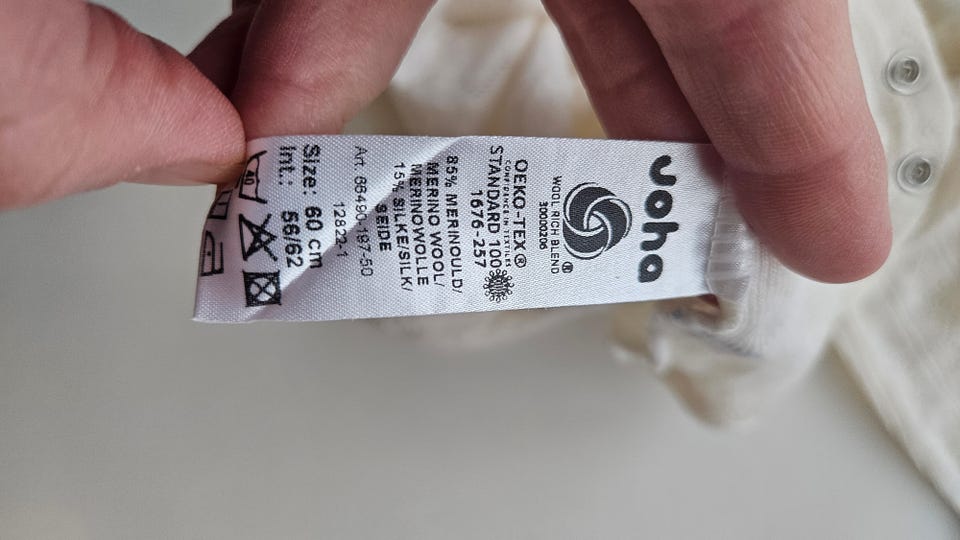 Joha
WOOL RICH BLEND ®
3000200
OEKO-TEX®
CONFIDENCE IN TEXTILES
STANDARD 100
1676-257
85% MERINOULD/
MERINO WOOL/
MERINOWOLLE
15% SILKE/SILK/
SEIDE
Art. 66490-197-50
12822-1
Size: 60 cm
Int.: 56/62
40